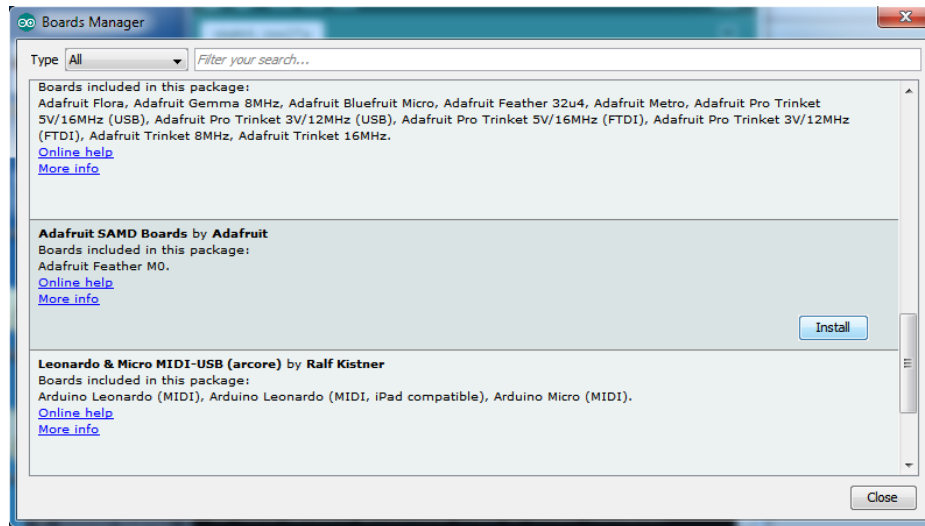 Boards Manager
Type All Filter your search...
Boards included in this package:
Adafruit Flora, Adafruit Gemma 8MHz, Adafruit Bluefruit Micro, Adafruit Feather 32u4, Adafruit Metro, Adafruit Pro Trinket
5V/16MHz (USB), Adafruit Pro Trinket 3V/12MHz (USB), Adafruit Pro Trinket 5V/16MHz (FTDI), Adafruit Pro Trinket 3V/12MHz
(FTDI), Adafruit Trinket 8MHz, Adafruit Trinket 16MHz.
Online help
More info
Adafruit SAMD Boards by Adafruit
Boards included in this package:
Adafruit Feather M0.
Online help
More info
Install
Leonardo & Micro MIDI-USB (arcore) by Ralf Kistner
Boards included in this package:
Arduino Leonardo (MIDI), Arduino Leonardo (MIDI, iPad compatible), Arduino Micro (MIDI).
Online help
More info
Close